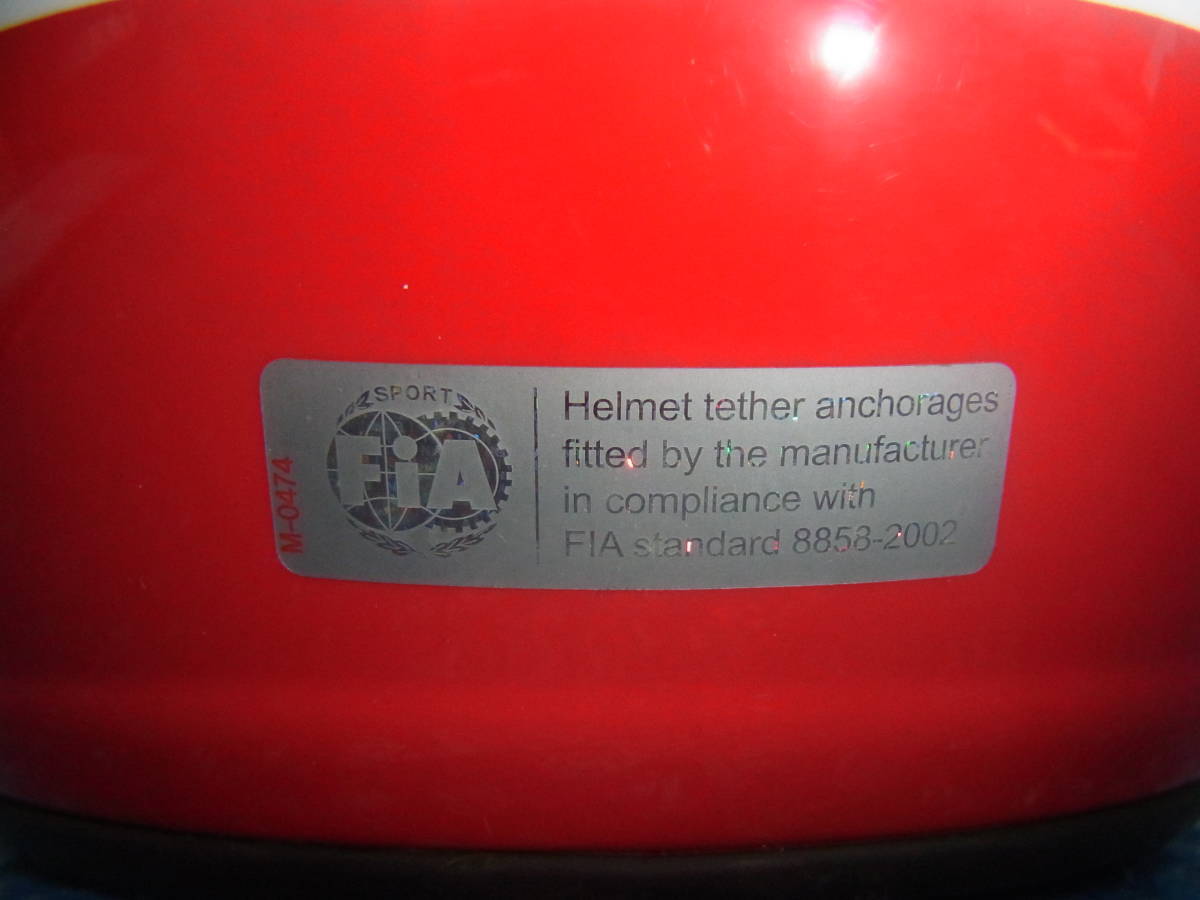 SPORT
FiA
M-0474
Helmet tether anchorages
fitted by the manufacturer
in compliance with
FIA standard 8858-2002